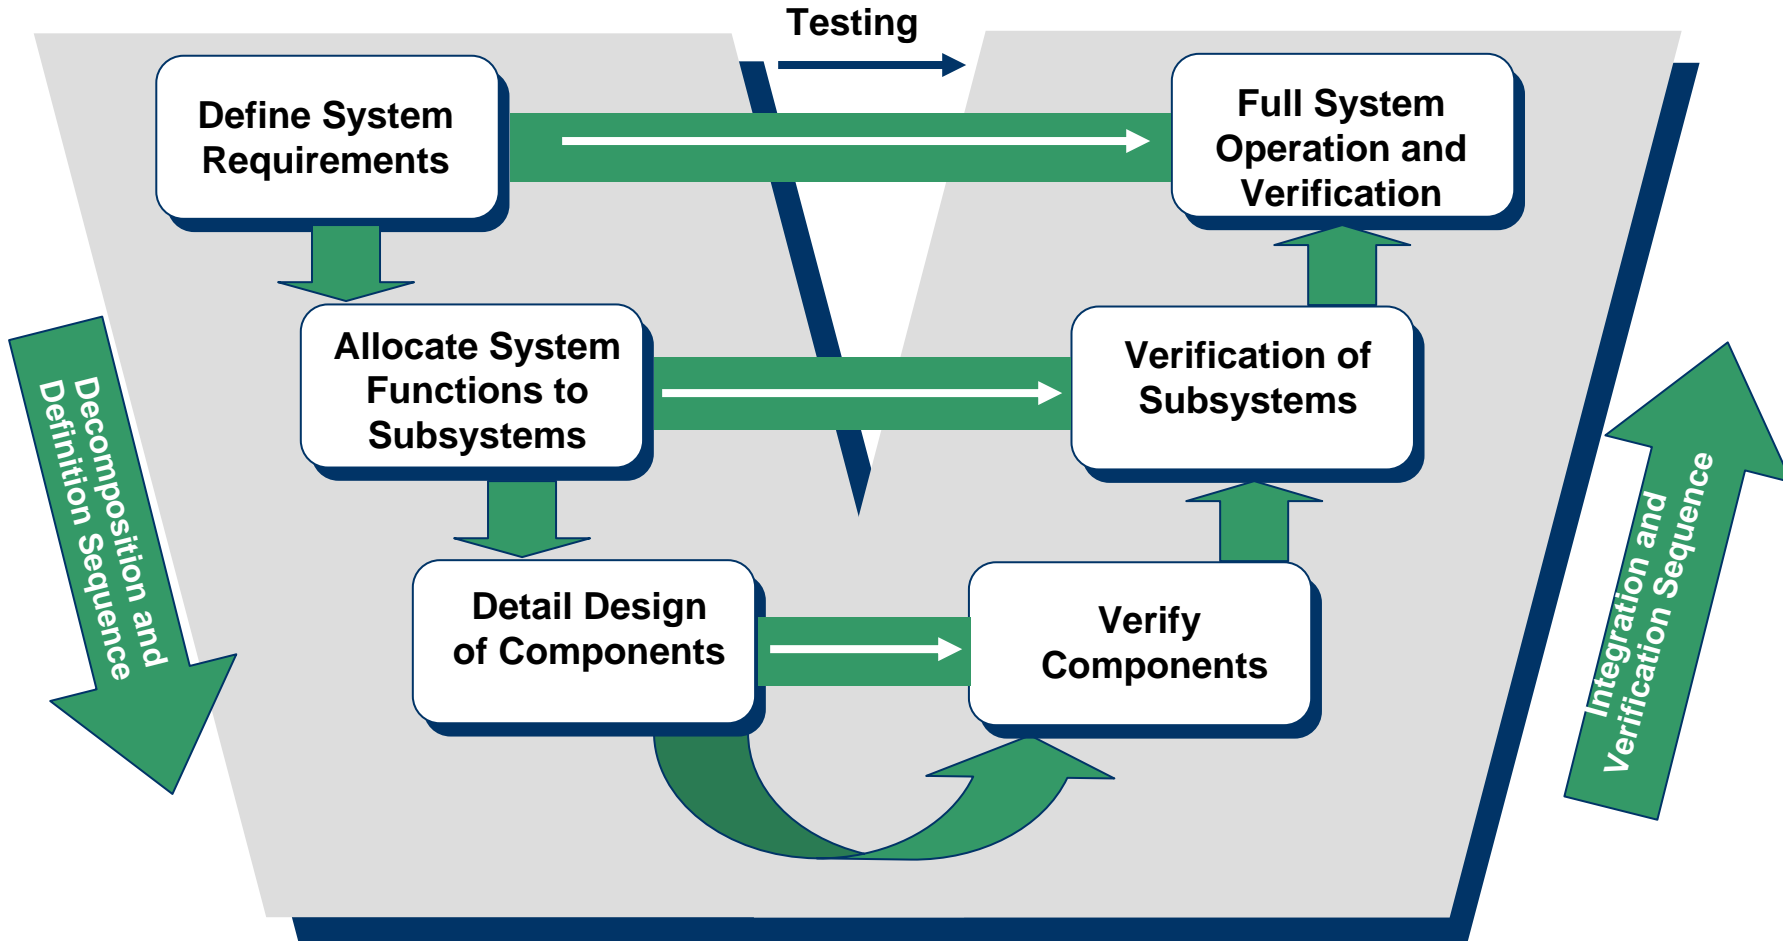 Testing
Define System
Requirements
Full System
Operation and
Verification
Allocate System
Functions to
Subsystems
Verification of
Subsystems
Detail Design
of Components
Verify
Components
Decomposition and
Definition Sequence
Integration and
Verification Sequence